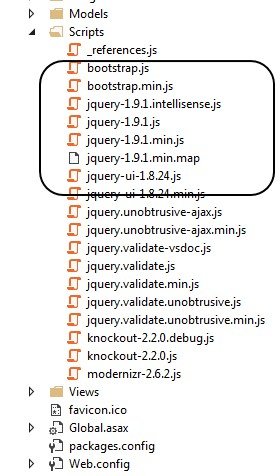 Models
Scripts
_references.js
bootstrap.js
bootstrap.min.js
jquery-1.9.1.intellisense.js
jquery-1.9.1.js
jquery-1.9.1.min.js
jquery-1.9.1.min.map
jquery-ui-1.8.24.js
jquery-ui-1.8.24.min.js
jquery.unobtrusive-ajax.js
jquery.unobtrusive-ajax.min.js
jquery.validate-vsdoc.js
jquery.validate.js
jquery.validate.min.js
jquery.validate.unobtrusive.js
jquery.validate.unobtrusive.min.js
knockout-2.2.0.debug.js
knockout-2.2.0.js
modernizr-2.6.2.js
Views
favicon.ico
Global.asax
packages.config
Web.config